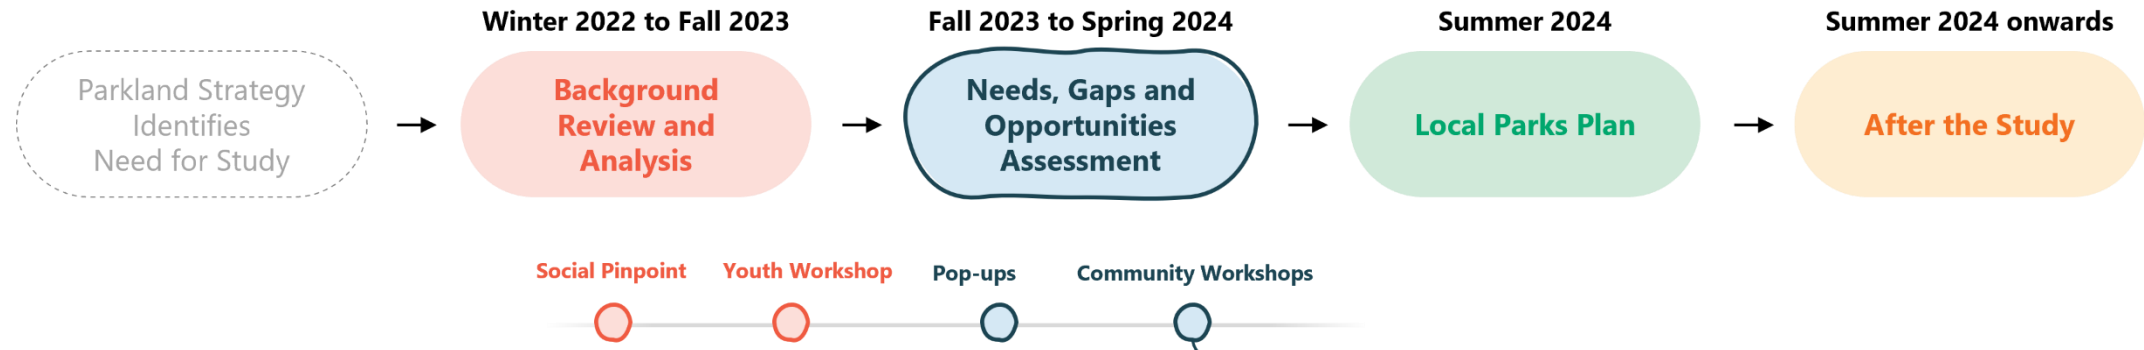 Winter 2022 to Fall 2023
Fall 2023 to Spring 2024
Summer 2024
Summer 2024 onwards
Parkland Strategy
Identifies
Need for Study
Background
Review and
Analysis
Needs, Gaps and
Opportunities
Assessment
Local Parks Plan
After the Study
Social Pinpoint
Youth Workshop
Pop-ups
Community Workshops